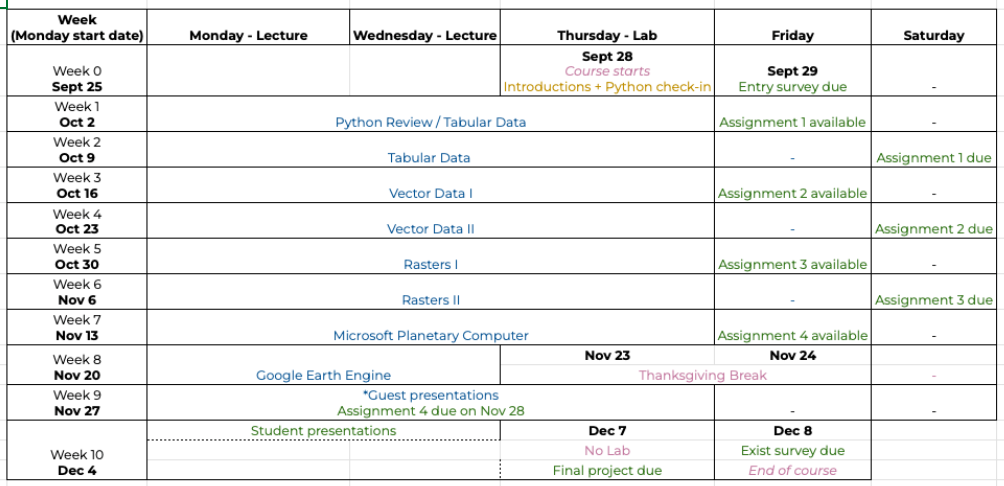 Week
(Monday start date)
Monday - Lecture
Wednesday - Lecture
Thursday - Lab
Friday
Saturday
Week 0
Sept 25
Sept 28
Course starts
Introductions + Python check-in
Sept 29
Entry survey due
-
Week 1
Oct 2
Python Review / Tabular Data
Assignment 1 available
-
Week 2
Oct 9
Tabular Data
-
Assignment 1 due
Week 3
Oct 16
Vector Data I
Assignment 2 available
-
Week 4
Oct 23
Vector Data II
-
Assignment 2 due
Week 5
Oct 30
Rasters I
Assignment 3 available
-
Week 6
Nov 6
Rasters II
-
Assignment 3 due
Week 7
Nov 13
Microsoft Planetary Computer
Assignment 4 available
-
Week 8
Nov 20
Google Earth Engine
Nov 23
Nov 24
Thanksgiving Break
-
Week 9
Nov 27
*Guest presentations
Assignment 4 due on Nov 28
-
-
Week 10
Dec 4
Student presentations
Dec 7
No Lab
Final project due
Dec 8
Exist survey due
End of course